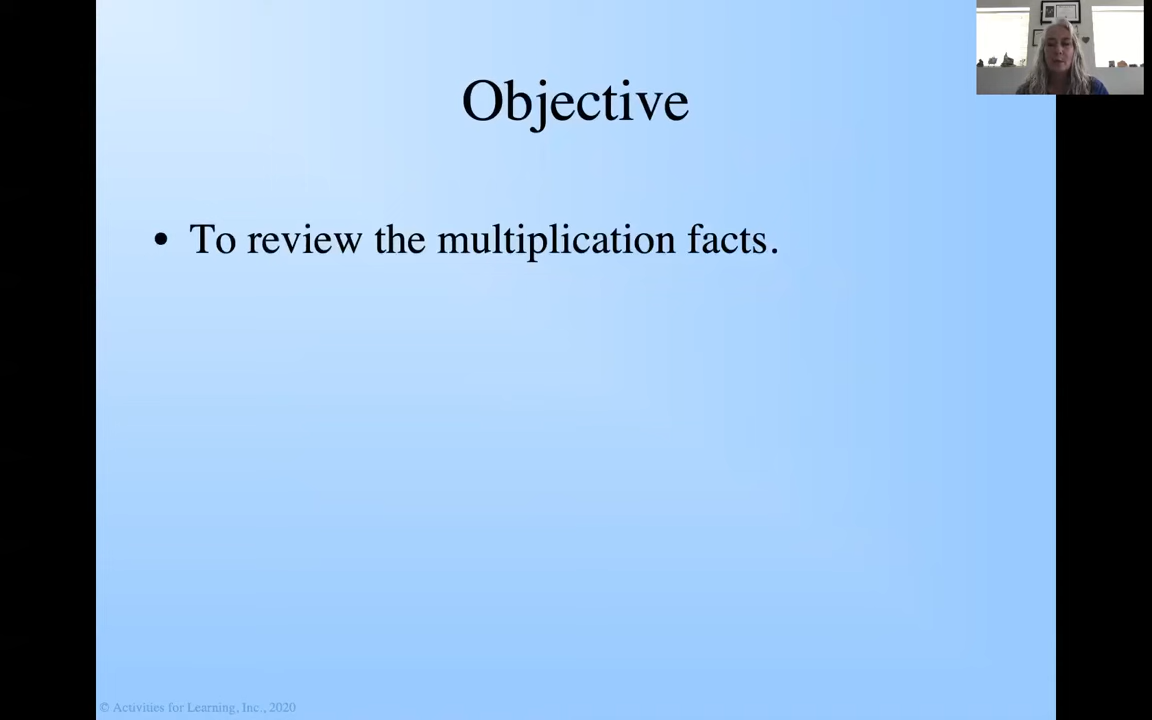 Objective
• To review the multiplication facts.
© Activities for Learning, Inc., 2020